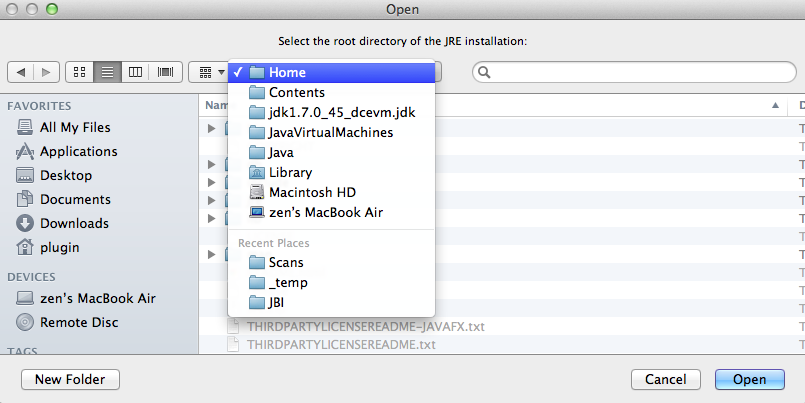 Open
Select the root directory of the JRE installation:
Home
Contents
jdk1.7.0_45_dcevm.jdk
JavaVirtualMachines
Java
Library
Macintosh HD
zen's MacBook Air
Recent Places
Scans
_temp
JBI
FAVORITES
All My Files
Applications
Desktop
Documents
Downloads
plugin
DEVICES
zen's MacBook Air
Remote Disc
TAGS
THIRDPARTYLICENSEREADME-JAVAFX.txt
THIRDPARTYLICENSEREADME.txt
New Folder
Cancel
Open